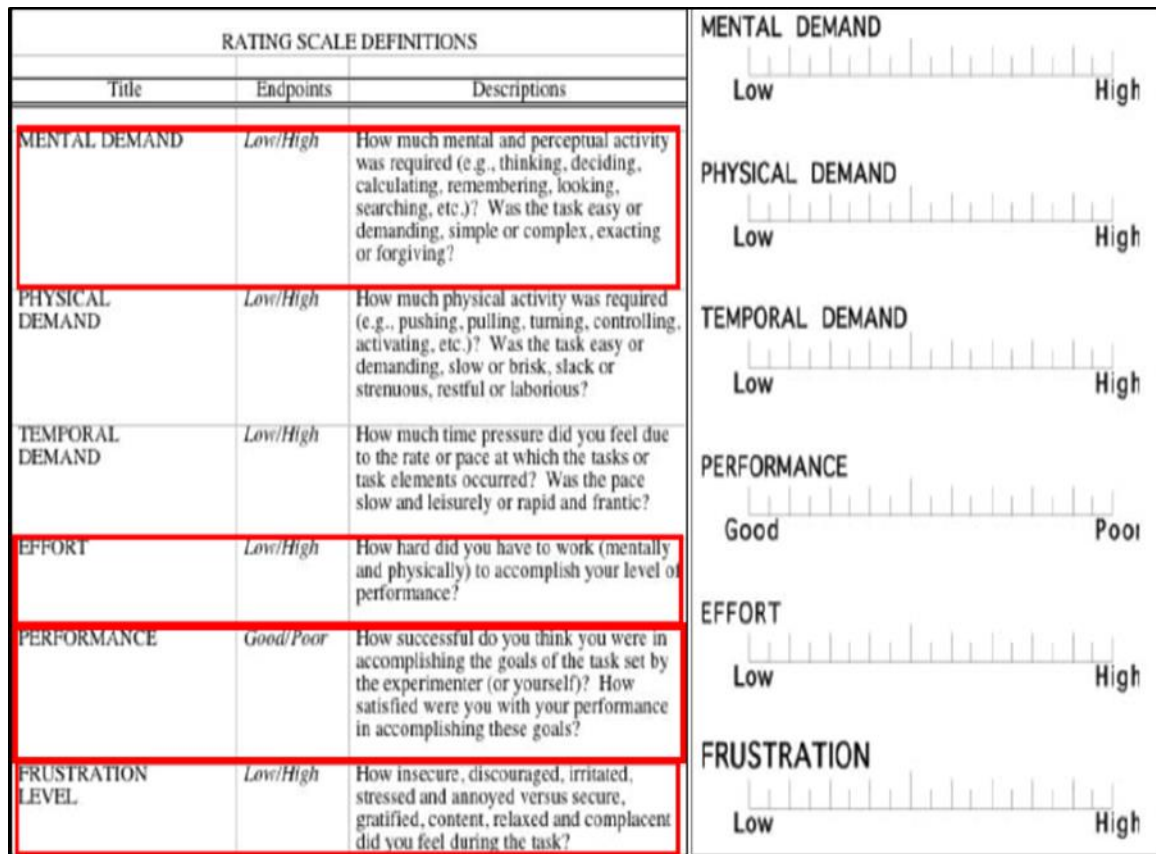 RATING SCALE DEFINITIONS
Title Endpoints Descriptions
MENTAL DEMAND Low/High How much mental and perceptual activity
was required (e.g., thinking, deciding,
calculating, remembering, looking,
searching, etc.)? Was the task easy or
demanding, simple or complex, exacting
or forgiving?
PHYSICAL Low/High How much physical activity was required
DEMAND (e.g., pushing, pulling, turning, controlling,
activating, etc.)? Was the task easy or
demanding, slow or brisk, slack or
strenuous, restful or laborious?
TEMPORAL Low/High How much time pressure did you feel due
DEMAND to the rate or pace at which the tasks or
task elements occurred? Was the pace
slow and leisurely or rapid and frantic?
EFFORT Low/High How hard did you have to work (mentally
and physically) to accomplish your level of
performance?
PERFORMANCE Good/Poor How successful do you think you were in
accomplishing the goals of the task set by
the experimenter (or yourself)? How
satisfied were you with your performance
in accomplishing these goals?
FRUSTRATION Low/High How insecure, discouraged, irritated,
LEVEL stressed and annoyed versus secure,
gratified, content, relaxed and complacent
did you feel during the task?
MENTAL DEMAND
Low High
PHYSICAL DEMAND
Low High
TEMPORAL DEMAND
Low High
PERFORMANCE
Good Poor
EFFORT
Low High
FRUSTRATION
Low High